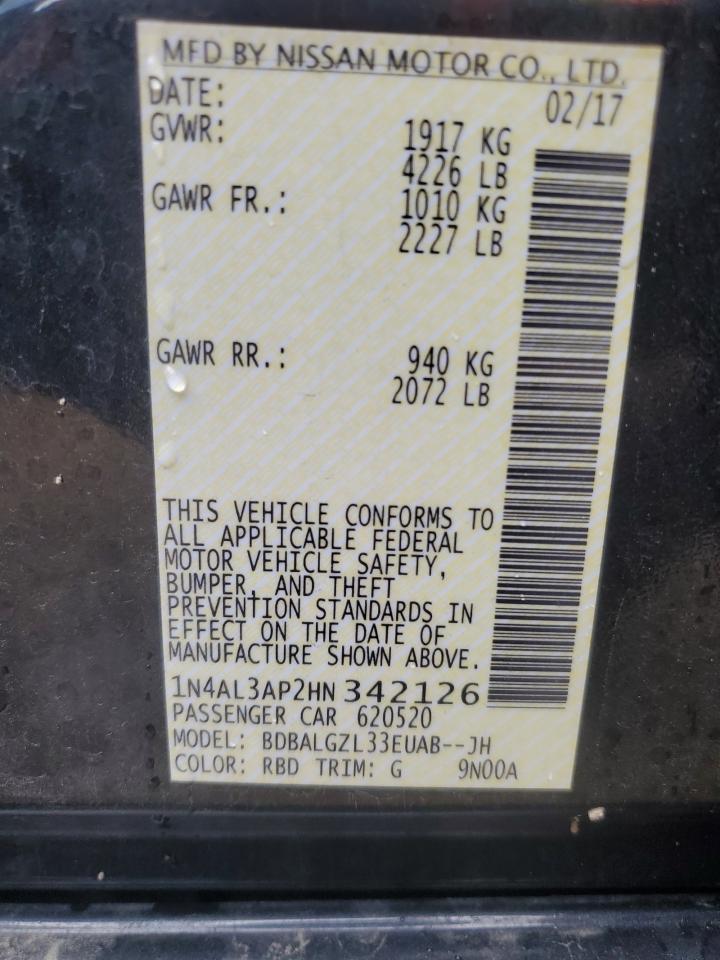 MFD BY NISSAN MOTOR CO., LTD.
DATE: 02/17
GVWR: 1917 KG
4226 LB
GAWR FR.: 1010 KG
2227 LB
GAWR RR.: 940 KG
2072 LB
THIS VEHICLE CONFORMS TO
ALL APPLICABLE FEDERAL
MOTOR VEHICLE SAFETY,
BUMPER, AND THEFT
PREVENTION STANDARDS IN
EFFECT ON THE DATE OF
MANUFACTURE SHOWN ABOVE.
1N4AL3AP2HN342126
PASSENGER CAR 620520
MODEL: BDBALGZL33EUAB--JH
COLOR: RBD TRIM: G 9N00A